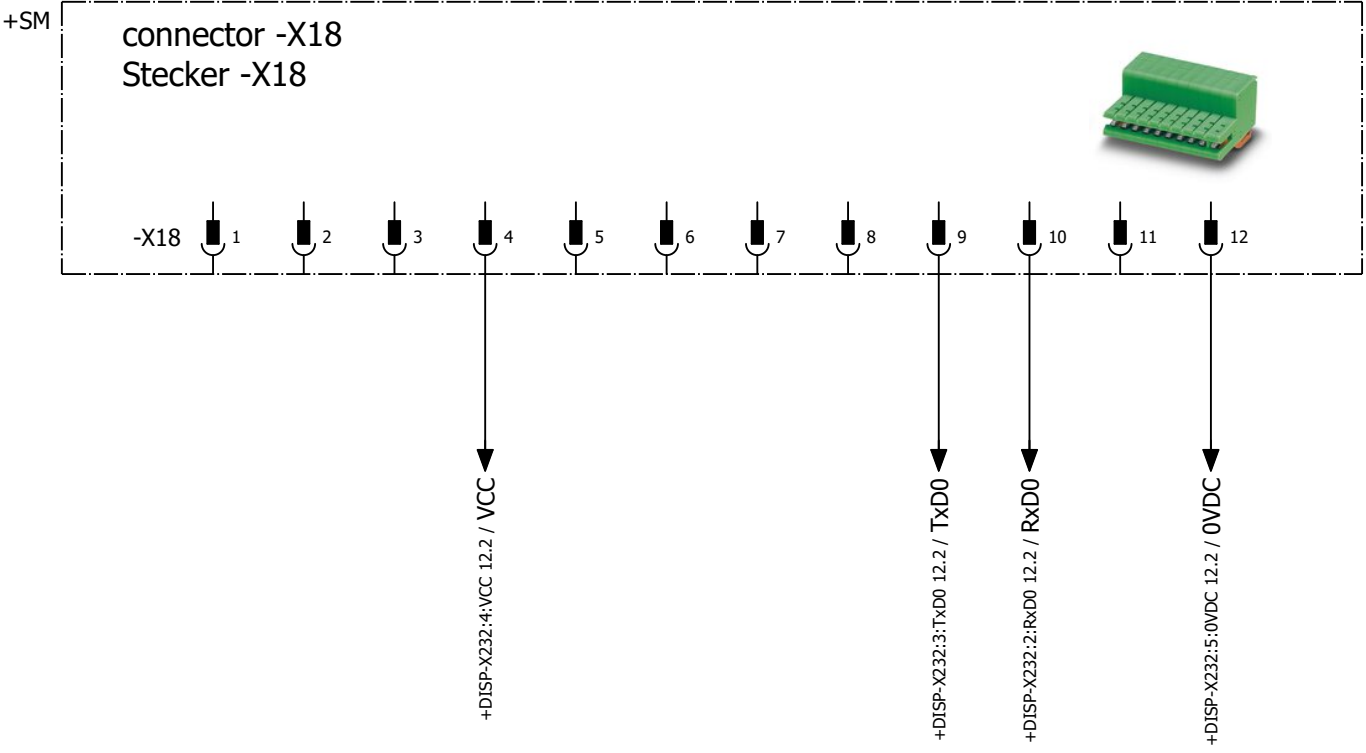 +SM
connector -X18
Stecker -X18
-X18 1 2 3 4 5 6 7 8 9 10 11 12
+DISP-X232:4:VCC 12.2 / VCC
+DISP-X232:3:TxD0 12.2 / TxD0
+DISP-X232:2:RxD0 12.2 / RxD0
+DISP-X232:5:0VDC 12.2 / 0VDC